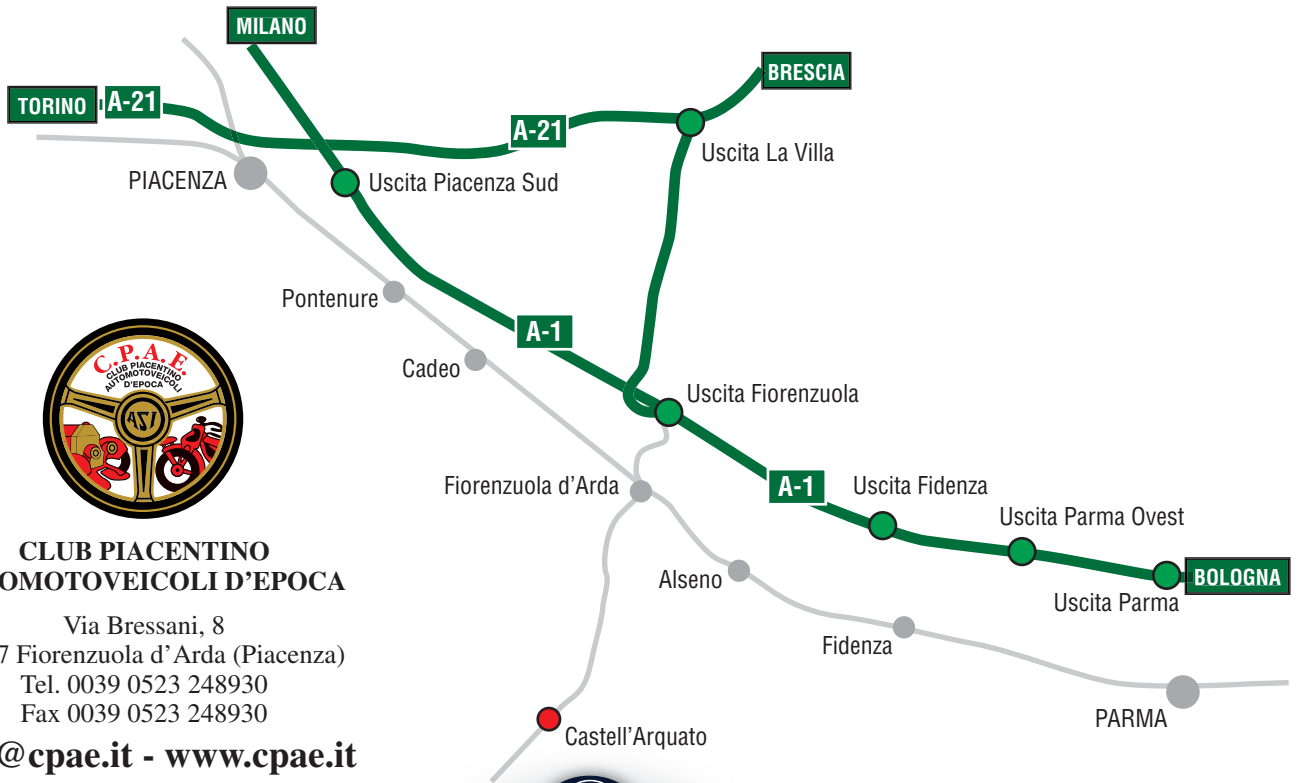 MILANO
BRESCIA
TORINO
A-21
A-21
Uscita La Villa
PIACENZA
Uscita Piacenza Sud
Pontenure
A-1
Cadeo
Uscita Fiorenzuola
C.P.A.E.
CLUB PIACENTINO
AUTOMOTOVEICOLI
D'EPOCA
ASI
Fiorenzuola d'Arda
A-1
Uscita Fidenza
Uscita Parma Ovest
BOLOGNA
Uscita Parma
Alseno
Fidenza
PARMA
Castell'Arquato
CLUB PIACENTINO
OMOTOVEICOLI D'EPOCA
Via Bressani, 8
7 Fiorenzuola d'Arda (Piacenza)
Tel. 0039 0523 248930
Fax 0039 0523 248930
@cpae.it - www.cpae.it